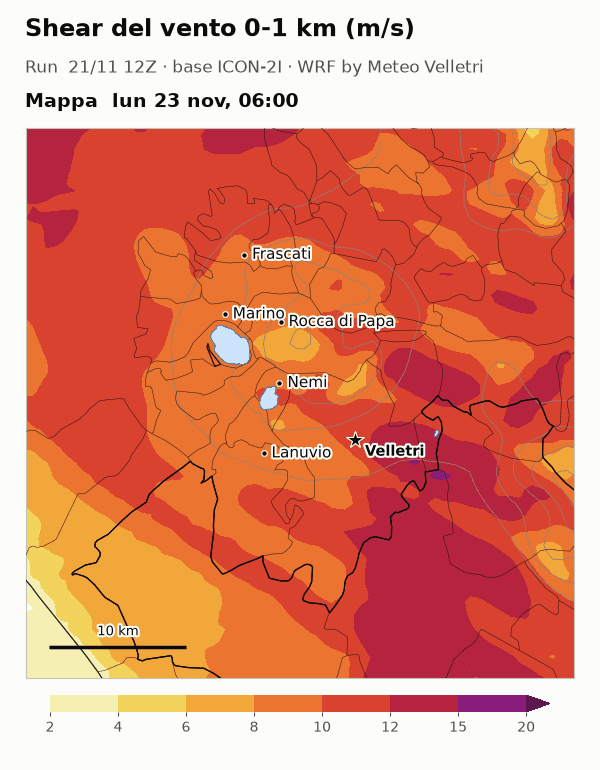 Shear del vento 0-1 km (m/s)
Run  21/11 12Z · base ICON-2I · WRF by Meteo Velletri
Mappa  lun 23 nov, 06:00
Frascati
Marino
Rocca di Papa
Nemi
Velletri
Lanuvio
10 km
2 4 6 8 10 12 15 20